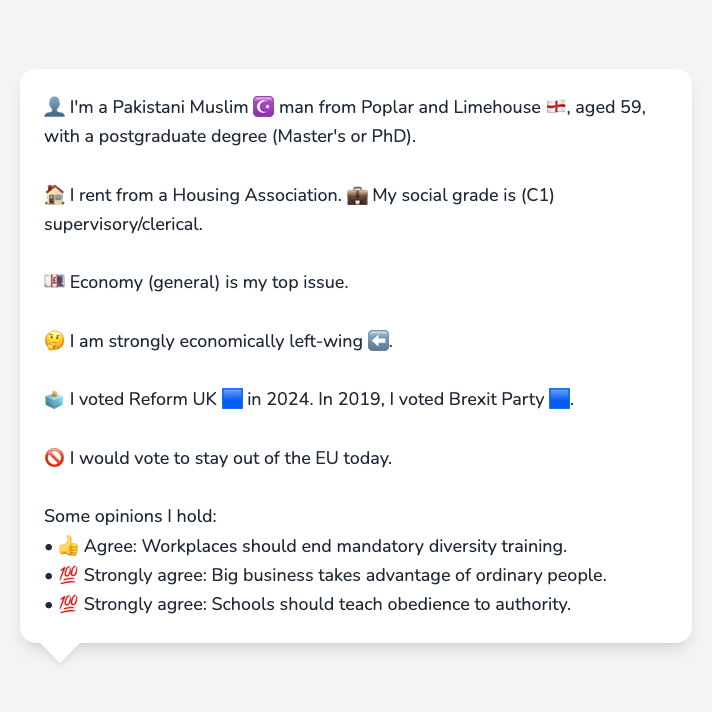 👤 I'm a Pakistani Muslim ☪️ man from Poplar and Limehouse 🏴󠁧󠁢󠁥󠁮󠁧󠁿, aged 59,
with a postgraduate degree (Master's or PhD).
🏠 I rent from a Housing Association. 💼 My social grade is (C1)
supervisory/clerical.
💷 Economy (general) is my top issue.
🤔 I am strongly economically left-wing ⬅️.
🗳️ I voted Reform UK 🟦 in 2024. In 2019, I voted Brexit Party 🟦.
🚫 I would vote to stay out of the EU today.
Some opinions I hold:
• 👍 Agree: Workplaces should end mandatory diversity training.
• 💯 Strongly agree: Big business takes advantage of ordinary people.
• 💯 Strongly agree: Schools should teach obedience to authority.